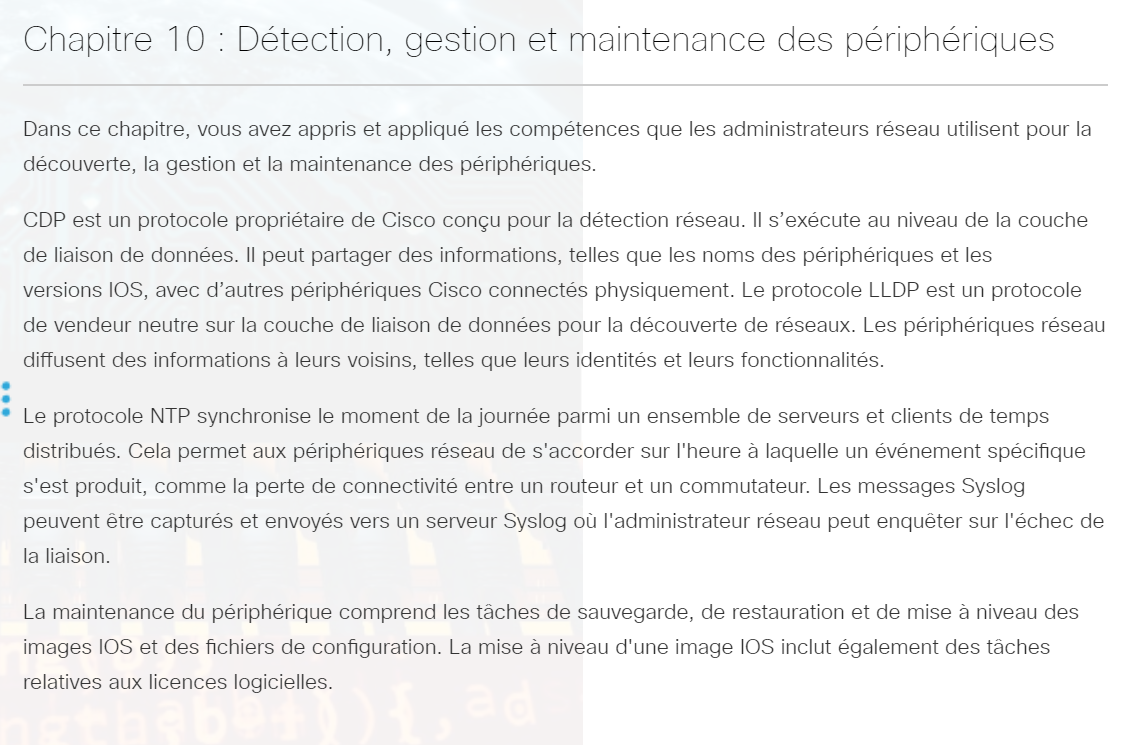 Chapitre 10 : Détection, gestion et maintenance des périphériques
Dans ce chapitre, vous avez appris et appliqué les compétences que les administrateurs réseau utilisent pour la
découverte, la gestion et la maintenance des périphériques.
CDP est un protocole propriétaire de Cisco conçu pour la détection réseau. Il s’exécute au niveau de la couche
de liaison de données. Il peut partager des informations, telles que les noms des périphériques et les
versions IOS, avec d’autres périphériques Cisco connectés physiquement. Le protocole LLDP est un protocole
de vendeur neutre sur la couche de liaison de données pour la découverte de réseaux. Les périphériques réseau
diffusent des informations à leurs voisins, telles que leurs identités et leurs fonctionnalités.
Le protocole NTP synchronise le moment de la journée parmi un ensemble de serveurs et clients de temps
distribués. Cela permet aux périphériques réseau de s'accorder sur l'heure à laquelle un événement spécifique
s'est produit, comme la perte de connectivité entre un routeur et un commutateur. Les messages Syslog
peuvent être capturés et envoyés vers un serveur Syslog où l'administrateur réseau peut enquêter sur l'échec de
la liaison.
La maintenance du périphérique comprend les tâches de sauvegarde, de restauration et de mise à niveau des
images IOS et des fichiers de configuration. La mise à niveau d'une image IOS inclut également des tâches
relatives aux licences logicielles.